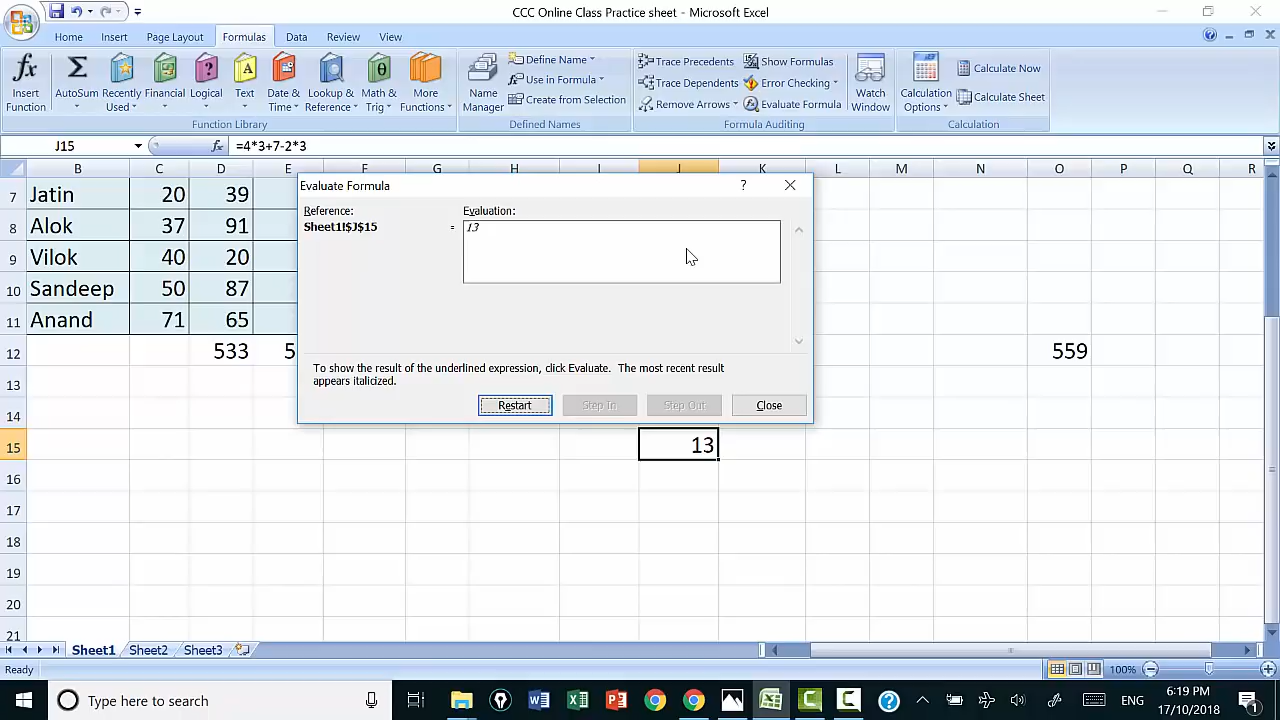 CCC Online Class Practice sheet - Microsoft Excel
Home Insert Page Layout Formulas Data Review View
Insert Function
AutoSum
Recently Used
Financial
Logical
Text
Date & Time
Lookup & Reference
Math & Trig
More Functions
Function Library
Name Manager
Define Name
Use in Formula
Create from Selection
Defined Names
Trace Precedents
Trace Dependents
Remove Arrows
Show Formulas
Error Checking
Evaluate Formula
Formula Auditing
Watch Window
Calculation Options
Calculate Now
Calculate Sheet
Calculation
J15 fx =4*3+7-2*3
B C D E F G H I J K L M N O P Q R
7 Jatin 20 39
8 Alok 37 91
9 Vilok 40 20
10 Sandeep 50 87
11 Anand 71 65
12 533 5 559
13
14
15 13
16
17
18
19
20
21
Evaluate Formula ?
Reference: Evaluation:
Sheet1!$J$15 = 13
To show the result of the underlined expression, click Evaluate. The most recent result
appears italicized.
Restart Step In Step Out Close
Sheet1 Sheet2 Sheet3
Ready 100%
Type here to search
ENG
6:19 PM
17/10/2018
1